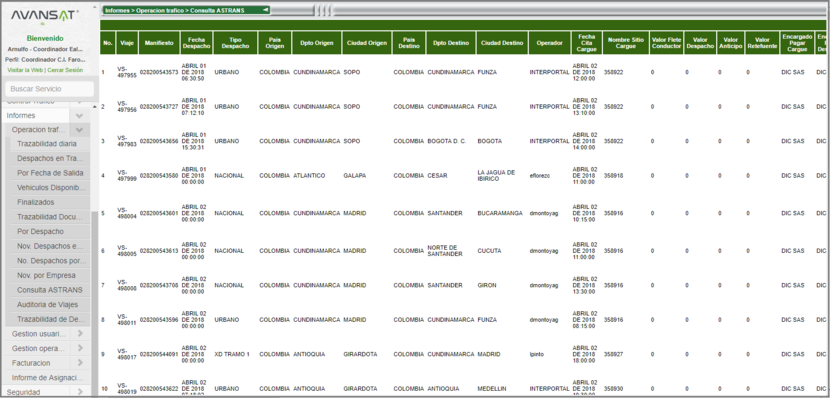 AVANSAT
Bienvenido
Arnulfo - Coordinador Eal...
Perfil: Coordinador C.I. Faro...
Visitar la Web | Cerrar Sesión
Buscar Servicio
Informes
Operacion traf...
Trazabilidad diaria
Despachos en Tra...
Por Fecha de Salida
Vehiculos Disponib...
Finalizados
Trazabilidad Docu...
Por Despacho
Nov. Despachos e...
No. Despachos por...
Nov. por Empresa
Consulta ASTRANS
Auditoria de Viajes
Trazabilidad de De...
Gestion usuari...
Gestion opera...
Facturacion
Informe de Asignaci...
Seguridad
Informes > Operacion trafico > Consulta ASTRANS
No. Viaje Manifiesto Fecha Despacho Tipo Despacho Pais Origen Dpto Origen Ciudad Origen Pais Destino Dpto Destino Ciudad Destino Operador Fecha Cita Cargue Nombre Sitio Cargue Valor Flete Conductor Valor Despacho Valor Anticipo Valor Retefuente Encargado Pagar Cargue
1 VS-497955 028200543573 ABRIL 01 DE 2018 06:30:50 URBANO COLOMBIA CUNDINAMARCA SOPO COLOMBIA CUNDINAMARCA FUNZA INTERPORTAL ABRIL 02 DE 2018 12:00:00 358922 0 0 0 0 DIC SAS DIC
2 VS-497956 028200543727 ABRIL 01 DE 2018 07:12:10 URBANO COLOMBIA CUNDINAMARCA SOPO COLOMBIA CUNDINAMARCA FUNZA INTERPORTAL ABRIL 02 DE 2018 13:10:00 358922 0 0 0 0 DIC SAS DIC
3 VS-497983 028200543656 ABRIL 01 DE 2018 15:30:31 URBANO COLOMBIA CUNDINAMARCA SOPO COLOMBIA BOGOTA D. C. BOGOTA INTERPORTAL ABRIL 02 DE 2018 14:00:00 358922 0 0 0 0 DIC SAS DIC
4 VS-497999 028200543580 ABRIL 01 DE 2018 00:00:00 NACIONAL COLOMBIA ATLANTICO GALAPA COLOMBIA CESAR LA JAGUA DE IBIRICO eflorezo ABRIL 02 DE 2018 11:00:00 358918 0 0 0 0 DIC SAS DIC
5 VS-498004 028200543601 ABRIL 02 DE 2018 00:00:00 NACIONAL COLOMBIA CUNDINAMARCA MADRID COLOMBIA SANTANDER BUCARAMANGA dmontoyag ABRIL 02 DE 2018 10:15:00 358916 0 0 0 0 DIC SAS DIC
6 VS-498005 028200543613 ABRIL 02 DE 2018 00:00:00 NACIONAL COLOMBIA CUNDINAMARCA MADRID COLOMBIA NORTE DE SANTANDER CUCUTA dmontoyag ABRIL 02 DE 2018 11:00:00 358916 0 0 0 0 DIC SAS DIC
7 VS-498008 028200543708 ABRIL 02 DE 2018 00:00:00 NACIONAL COLOMBIA CUNDINAMARCA MADRID COLOMBIA SANTANDER GIRON dmontoyag ABRIL 02 DE 2018 13:30:00 358916 0 0 0 0 DIC SAS DIC
8 VS-498011 028200543596 ABRIL 02 DE 2018 00:00:00 URBANO COLOMBIA CUNDINAMARCA MADRID COLOMBIA CUNDINAMARCA FUNZA dmontoyag ABRIL 02 DE 2018 08:15:00 358916 0 0 0 0 DIC SAS DIC
9 VS-498017 028200544091 ABRIL 02 DE 2018 00:00:00 XD TRAMO 1 COLOMBIA ANTIOQUIA GIRARDOTA COLOMBIA CUNDINAMARCA MADRID lpinto ABRIL 02 DE 2018 18:00:00 358927 0 0 0 0 DIC SAS DIC
10 VS-498019 028200543622 ABRIL 02 DE 2018 URBANO COLOMBIA ANTIOQUIA GIRARDOTA COLOMBIA ANTIOQUIA MEDELLIN INTERPORTAL ABRIL 02 DE 2018 358930 0 0 0 0 DIC SAS DIC